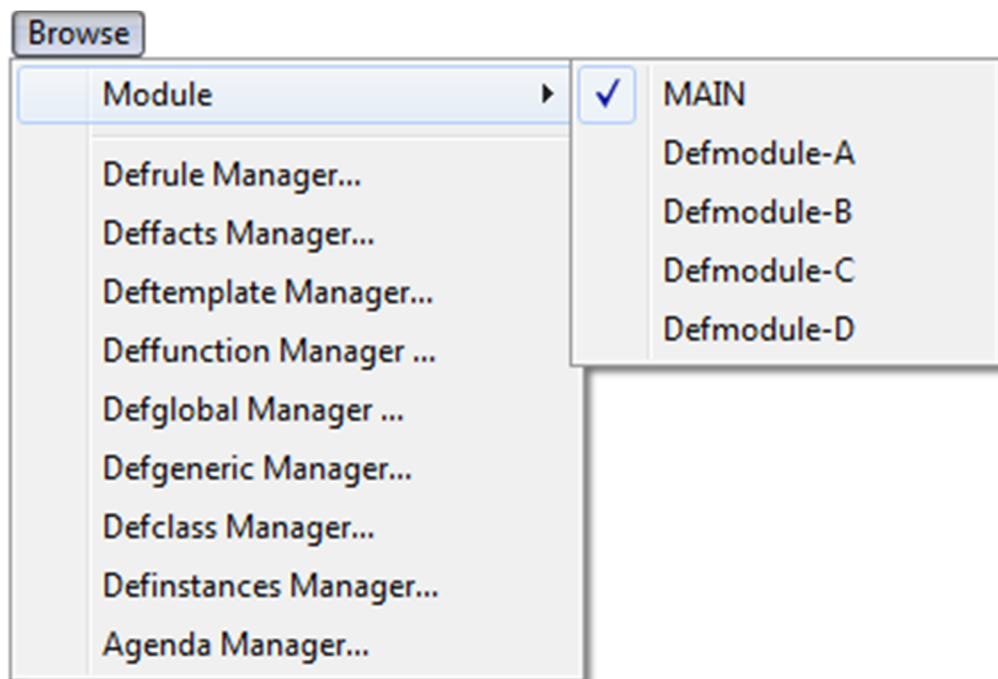 Browse
Module
MAIN
Defmodule-A
Defmodule-B
Defmodule-C
Defmodule-D
Defrule Manager...
Deffacts Manager...
Deftemplate Manager...
Deffunction Manager ...
Defglobal Manager ...
Defgeneric Manager...
Defclass Manager...
Definstances Manager...
Agenda Manager...